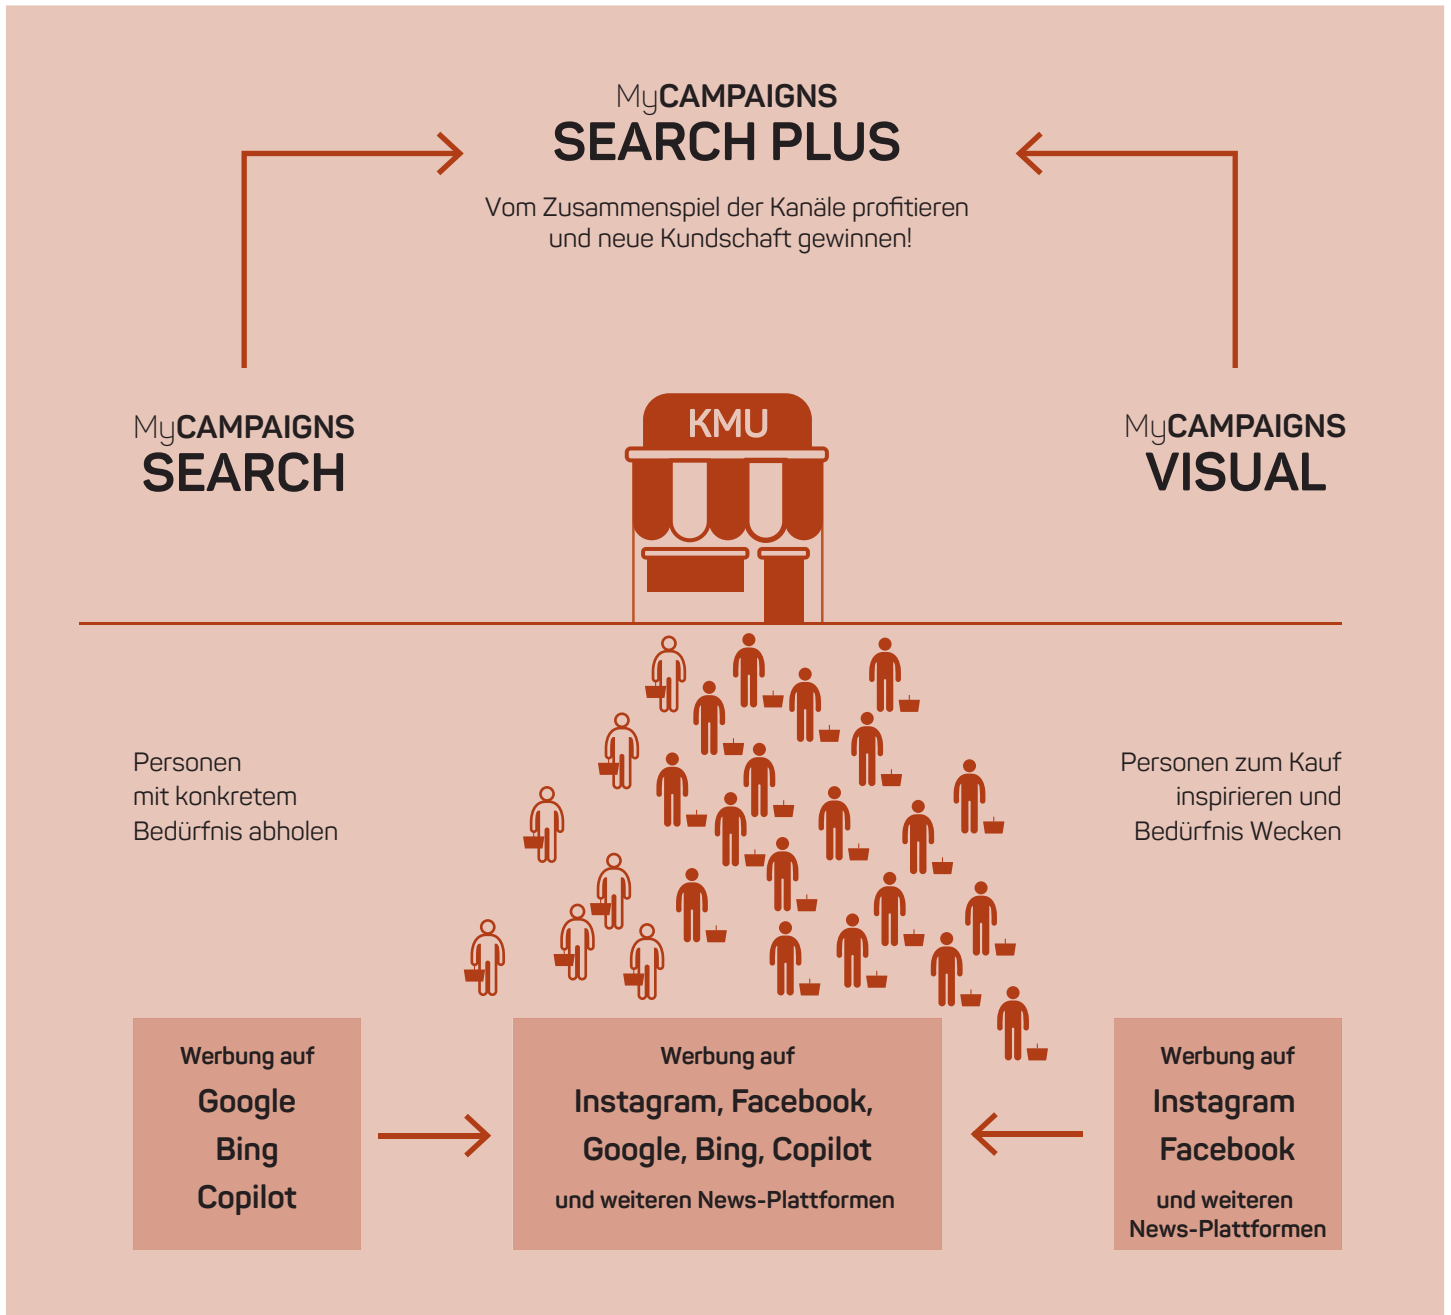 MyCAMPAIGNS
SEARCH PLUS
Vom Zusammenspiel der Kanäle profitieren
und neue Kundschaft gewinnen!
MyCAMPAIGNS
SEARCH
KMU
MyCAMPAIGNS
VISUAL
Personen
mit konkretem
Bedürfnis abholen
Personen zum Kauf
inspirieren und
Bedürfnis Wecken
Werbung auf
Google
Bing
Copilot
Werbung auf
Instagram, Facebook,
Google, Bing, Copilot
und weiteren News-Plattformen
Werbung auf
Instagram
Facebook
und weiteren
News-Plattformen